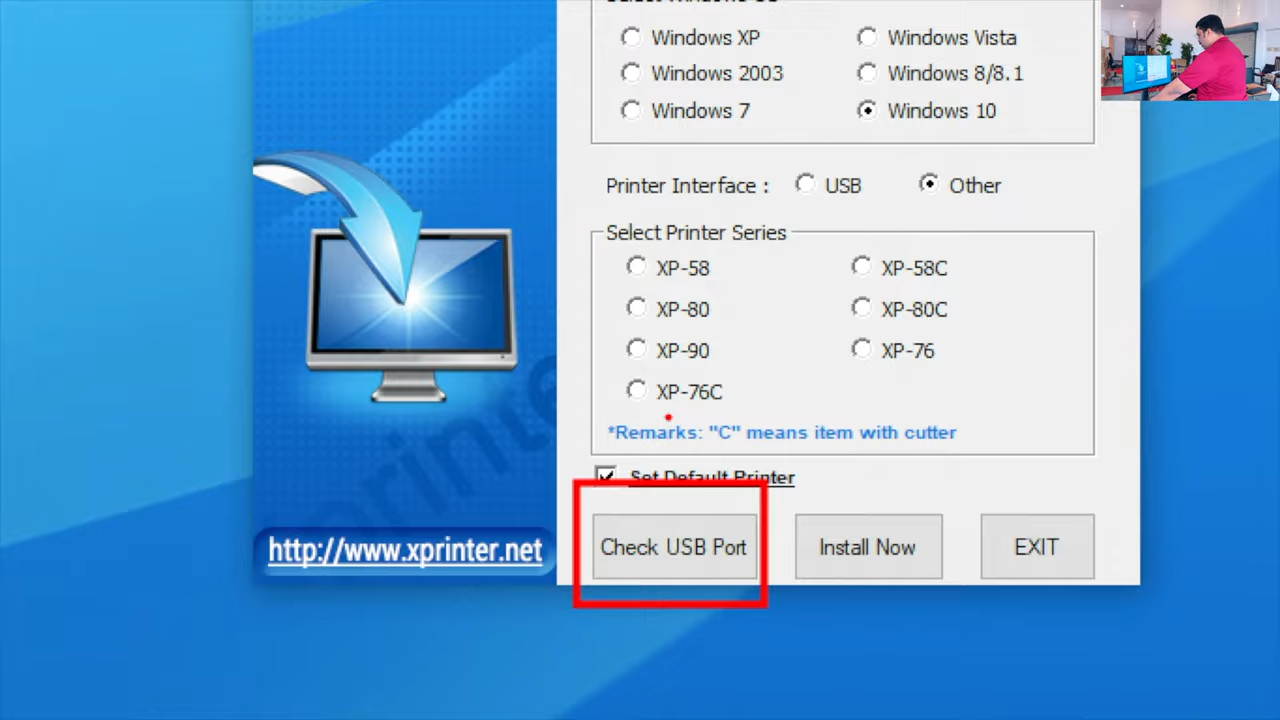 Windows XP Windows Vista
Windows 2003 Windows 8/8.1
Windows 7 Windows 10
Printer Interface : USB Other
Select Printer Series
XP-58 XP-58C
XP-80 XP-80C
XP-90 XP-76
XP-76C
*Remarks: "C" means item with cutter
Set Default Printer
Check USB Port Install Now EXIT
http://www.xprinter.net